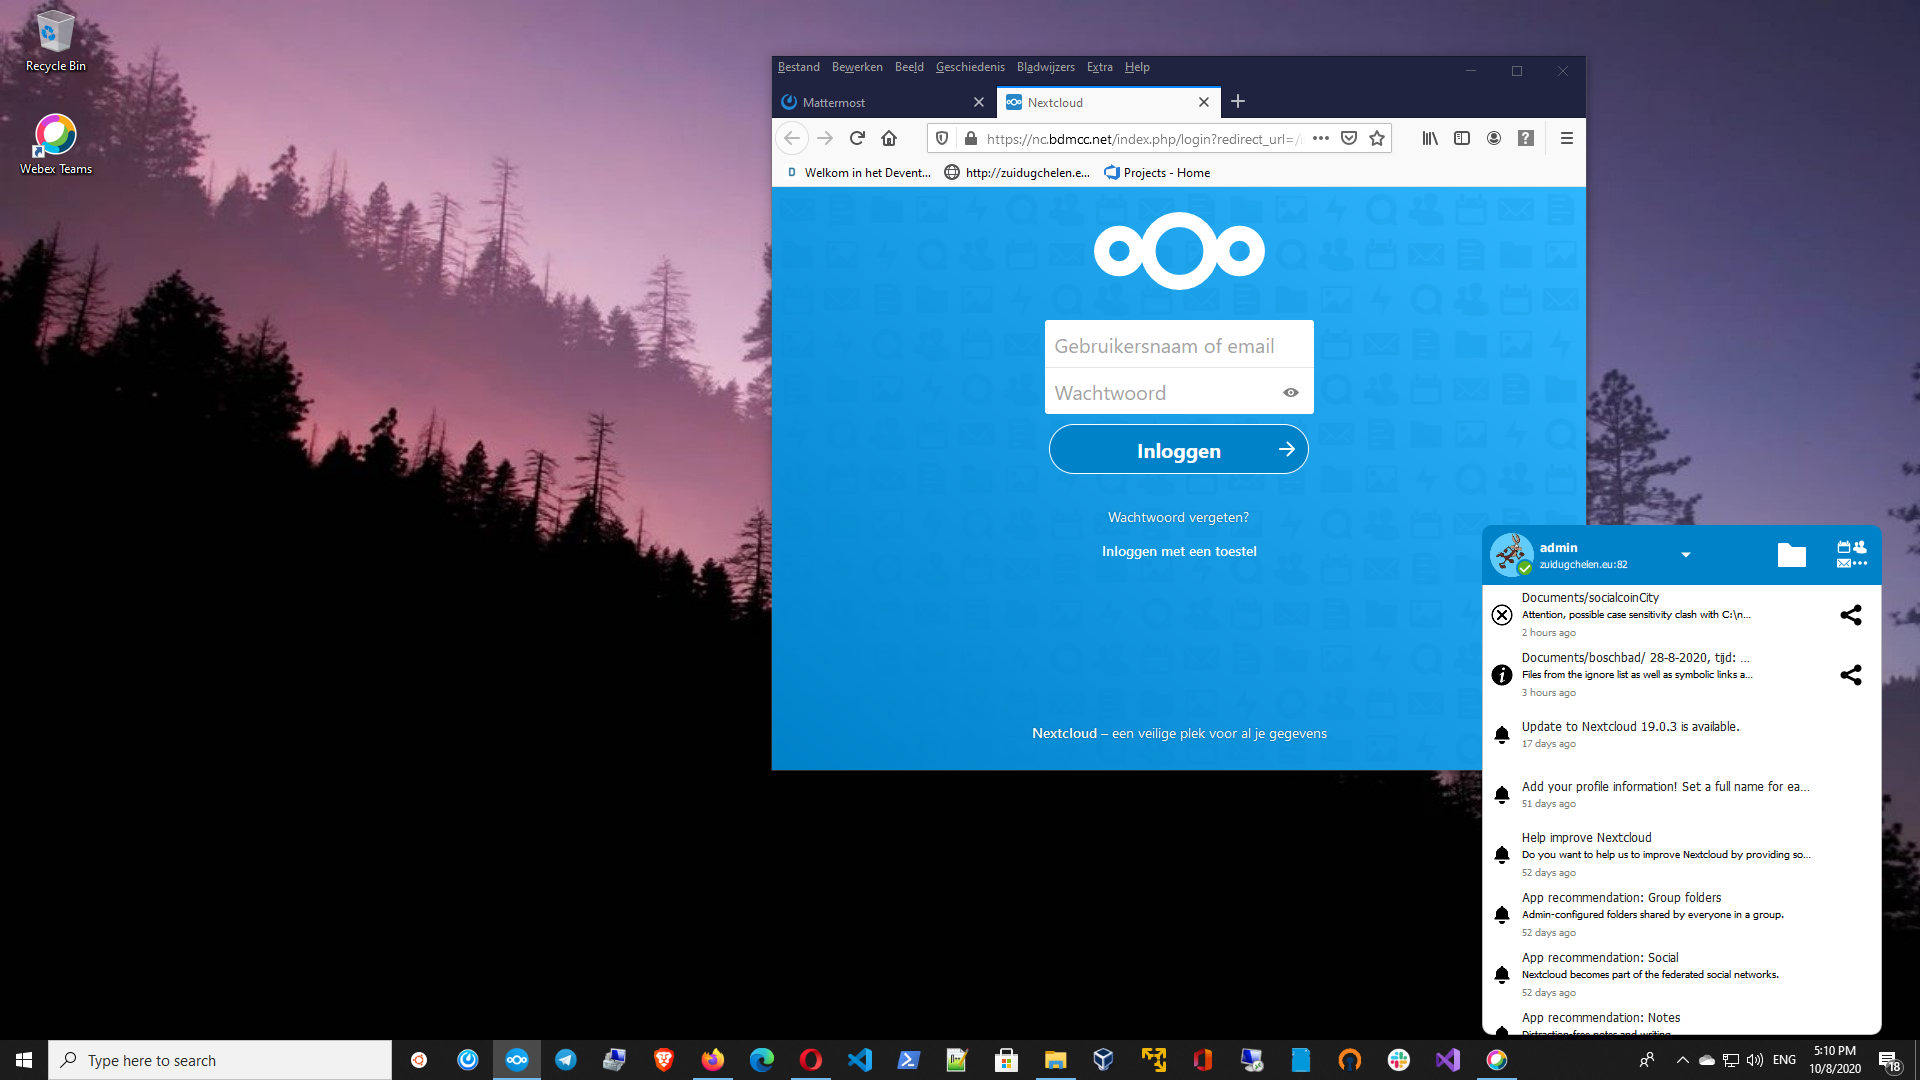 Recycle Bin
Webex Teams
Bestand Bewerken Beeld Geschiedenis Bladwijzers Extra Help
Mattermost
Nextcloud
https://nc.bdmcc.net/index.php/login?redirect_url=/
Welkom in het Devent...
http://zuidugchelen.e...
Projects - Home
Gebruikersnaam of email
Wachtwoord
Inloggen
Wachtwoord vergeten?
Inloggen met een toestel
Nextcloud – een veilige plek voor al je gegevens
admin
zuidugchelen.eu:82
Documents/socialcoinCity
Attention, possible case sensitivity clash with C:\n...
2 hours ago
Documents/boschbad/ 28-8-2020, tijd: ...
Files from the ignore list as well as symbolic links a...
3 hours ago
Update to Nextcloud 19.0.3 is available.
17 days ago
Add your profile information! Set a full name for ea...
51 days ago
Help improve Nextcloud
Do you want to help us to improve Nextcloud by providing so...
52 days ago
App recommendation: Group folders
Admin-configured folders shared by everyone in a group.
52 days ago
App recommendation: Social
Nextcloud becomes part of the federated social networks.
52 days ago
App recommendation: Notes
Distraction-free notes and writing
Type here to search
ENG
5:10 PM
10/8/2020
18